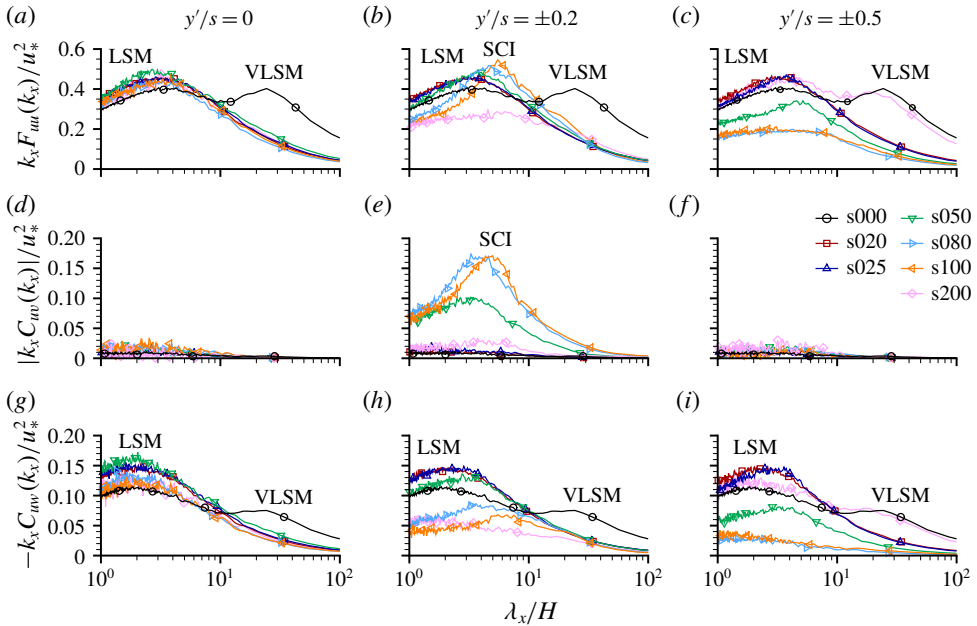 (a) y′/s = 0 (b) y′/s = ±0.2 (c) y′/s = ±0.5
k_x F_uu(k_x)/u_*^2
0.6
0.4
0.2
0
LSM
LSM SCI VLSM
LSM VLSM
(d) (e) (f)
|k_x C_uv(k_x)|/u_*^2
0.20
0.15
0.10
0.05
0
SCI
s000 s050
s020 s080
s025 s100
s200
(g) (h) (i)
−k_x C_uw(k_x)/u_*^2
0.20
0.15
0.10
0.05
0
LSM VLSM
LSM VLSM
LSM VLSM
10^0 10^1 10^2 10^0 10^1 10^2 10^0 10^1 10^2
λ_x/H